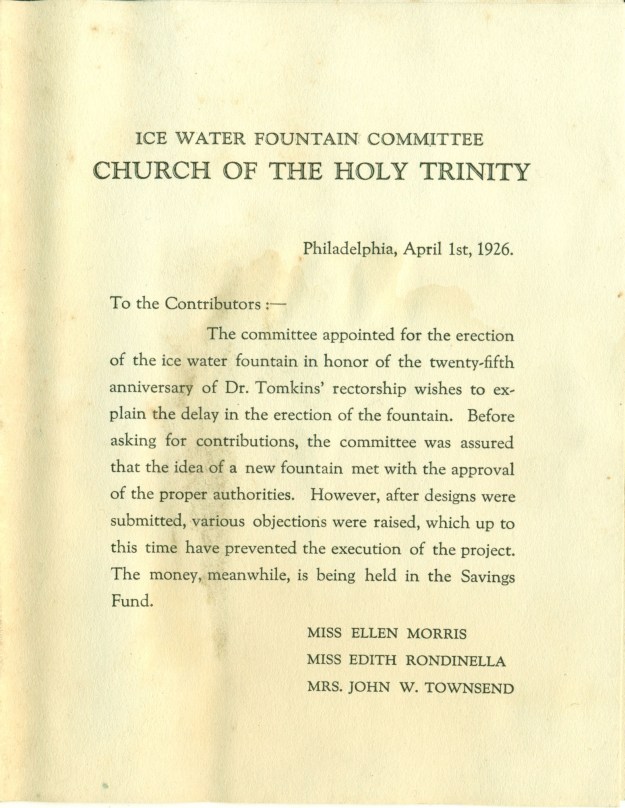 ICE WATER FOUNTAIN COMMITTEE
CHURCH OF THE HOLY TRINITY
Philadelphia, April 1st, 1926.
To the Contributors :—
The committee appointed for the erection
of the ice water fountain in honor of the twenty-fifth
anniversary of Dr. Tomkins' rectorship wishes to ex-
plain the delay in the erection of the fountain. Before
asking for contributions, the committee was assured
that the idea of a new fountain met with the approval
of the proper authorities. However, after designs were
submitted, various objections were raised, which up to
this time have prevented the execution of the project.
The money, meanwhile, is being held in the Savings
Fund.
MISS ELLEN MORRIS
MISS EDITH RONDINELLA
MRS. JOHN W. TOWNSEND